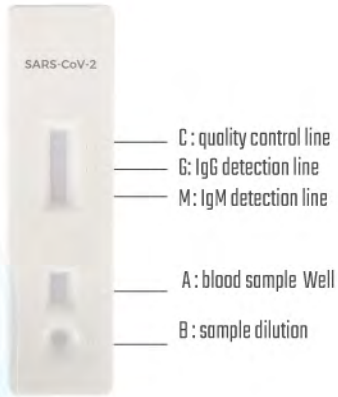 SARS-CoV-2
C : quality control line
G: IgG detection line
M: IgM detection line
A : blood sample Well
B : sample dilution